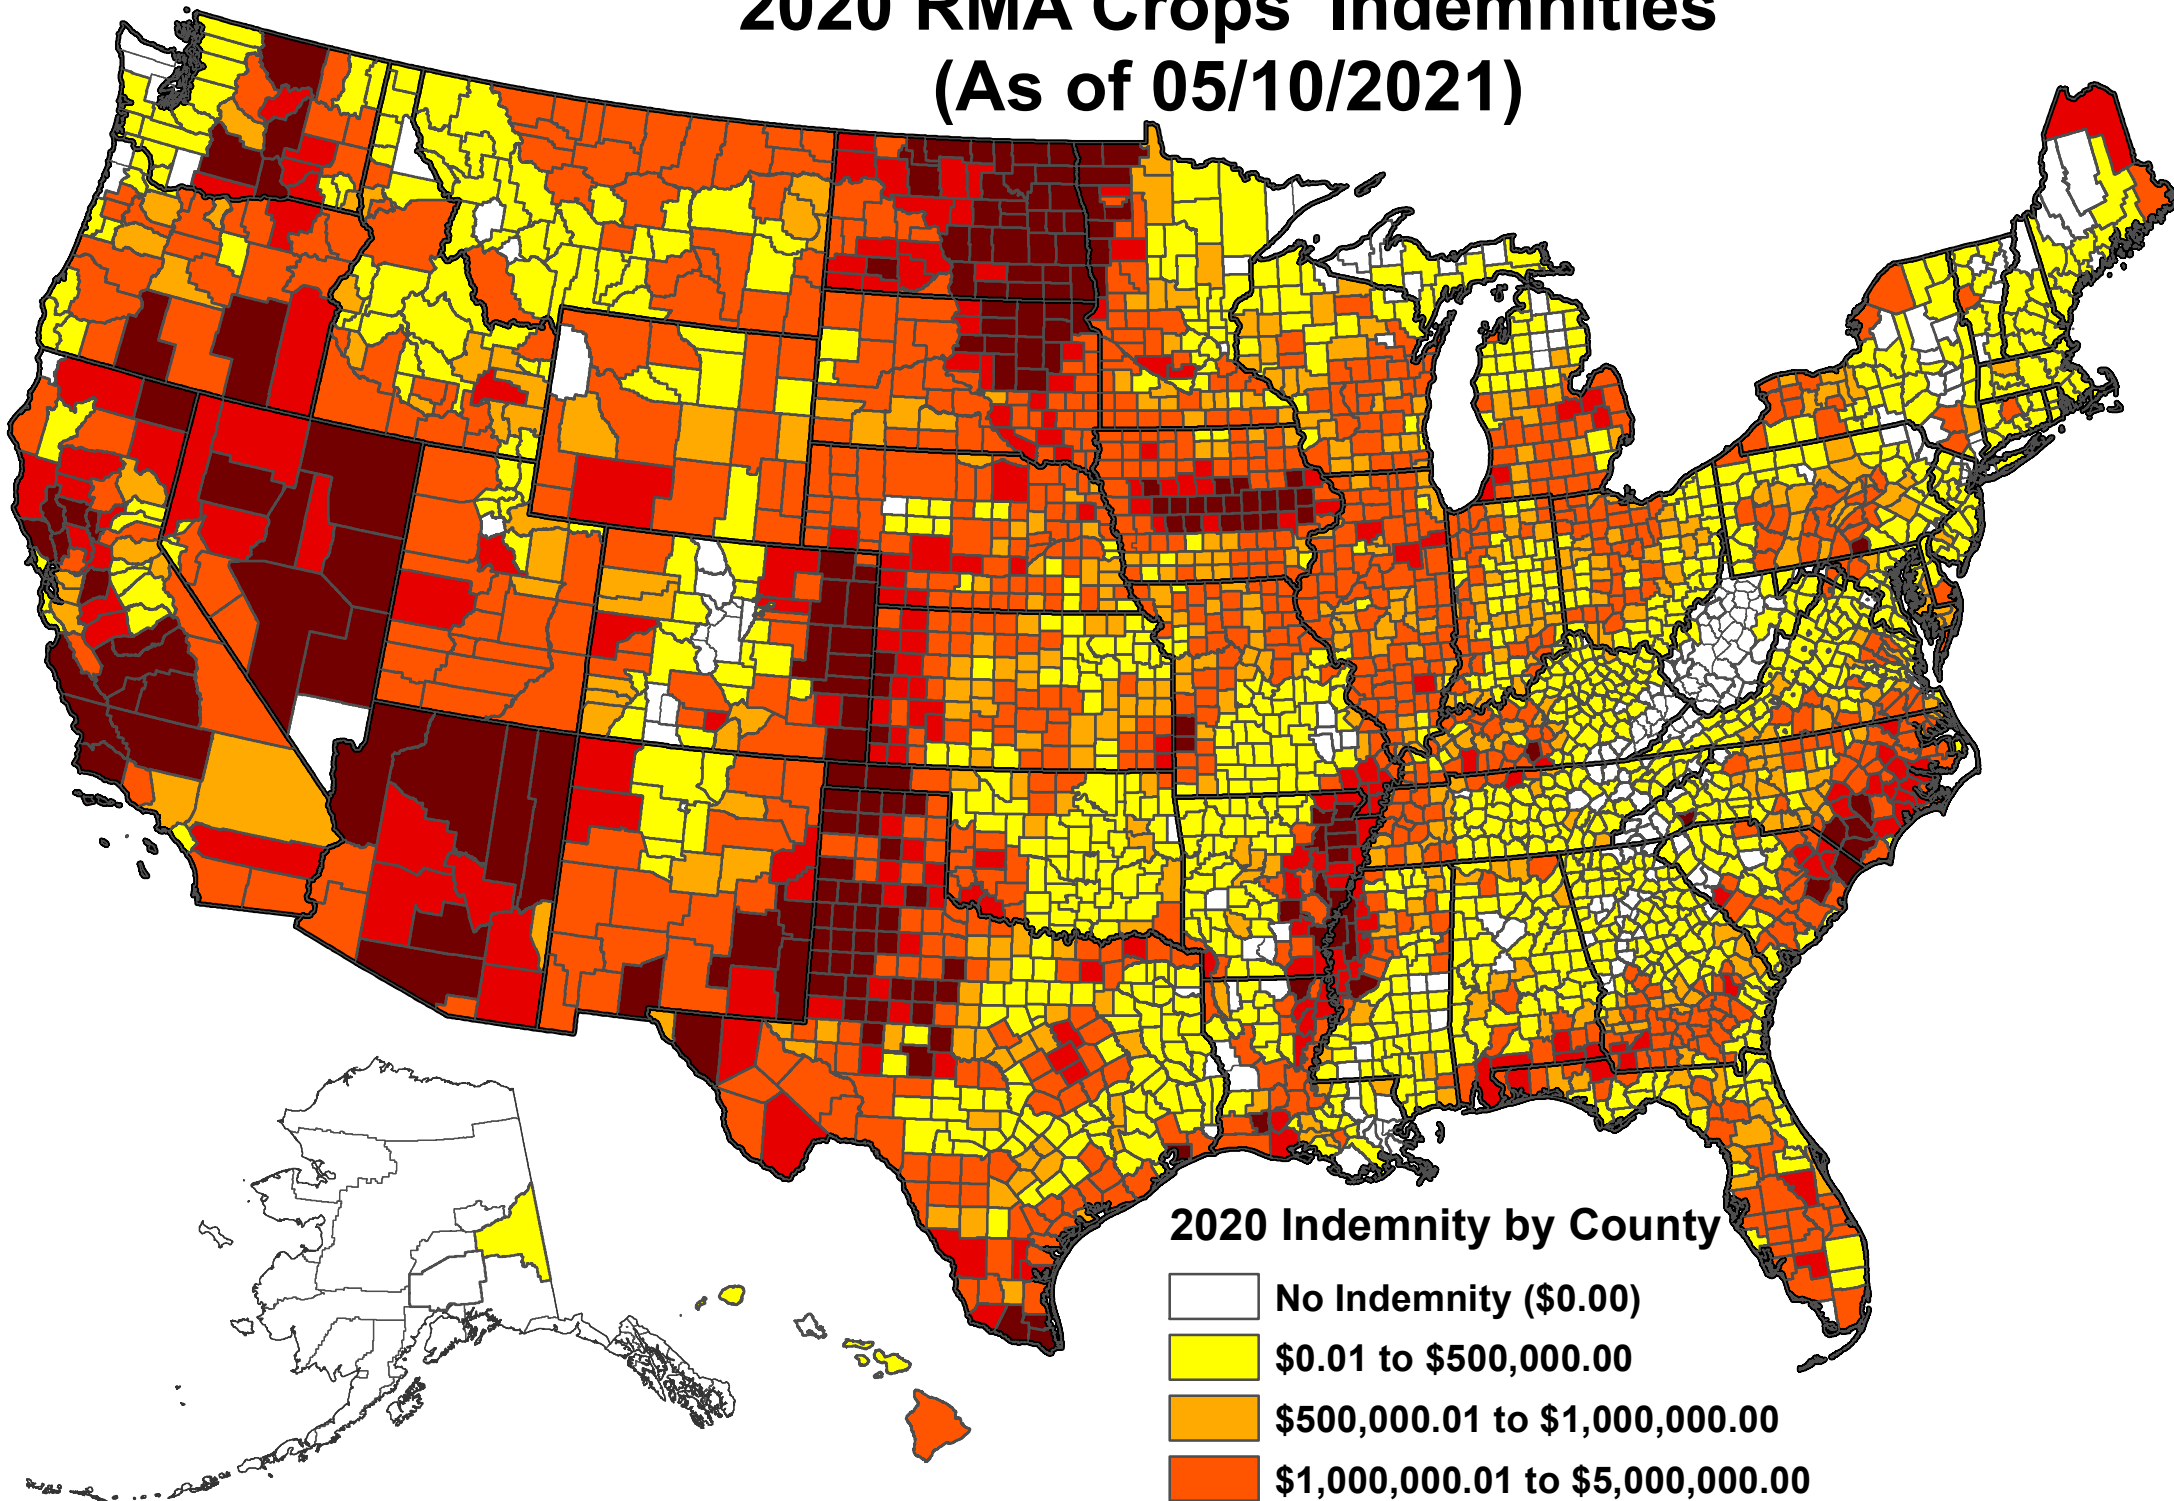 2020 RMA Crops' Indemnities
(As of 05/10/2021)
2020 Indemnity by County
No Indemnity ($0.00)
$0.01 to $500,000.00
$500,000.01 to $1,000,000.00
$1,000,000.01 to $5,000,000.00